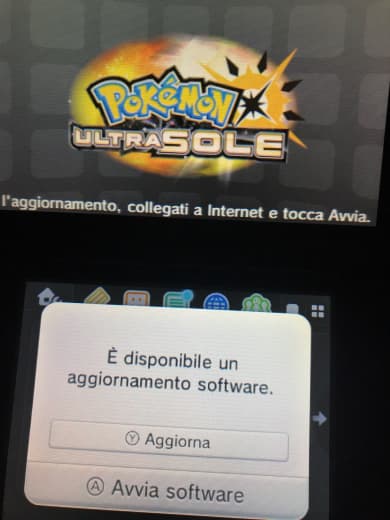 POKéMON
ULTRASOLE
l'aggiornamento, collegati a Internet e tocca Avvia.
È disponibile un
aggiornamento software.
Ⓨ Aggiorna
Ⓐ Avvia software